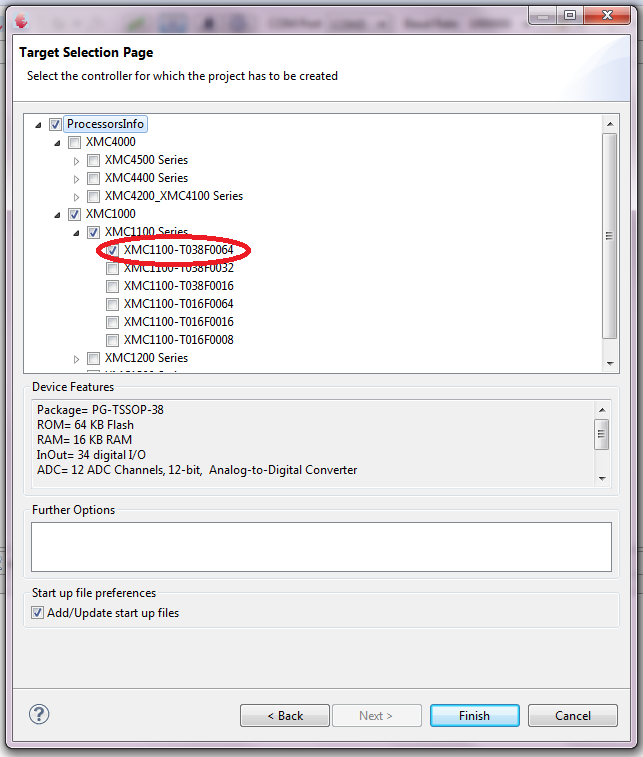 Target Selection Page
Select the controller for which the project has to be created
ProcessorsInfo
XMC4000
XMC4500 Series
XMC4400 Series
XMC4200_XMC4100 Series
XMC1000
XMC1100 Series
XMC1100-T038F0064
XMC1100-T038F0032
XMC1100-T038F0016
XMC1100-T016F0064
XMC1100-T016F0016
XMC1100-T016F0008
XMC1200 Series
Device Features
Package= PG-TSSOP-38
ROM= 64 KB Flash
RAM= 16 KB RAM
InOut= 34 digital I/O
ADC= 12 ADC Channels, 12-bit, Analog-to-Digital Converter
Further Options
Start up file preferences
Add/Update start up files
?
< Back
Next >
Finish
Cancel